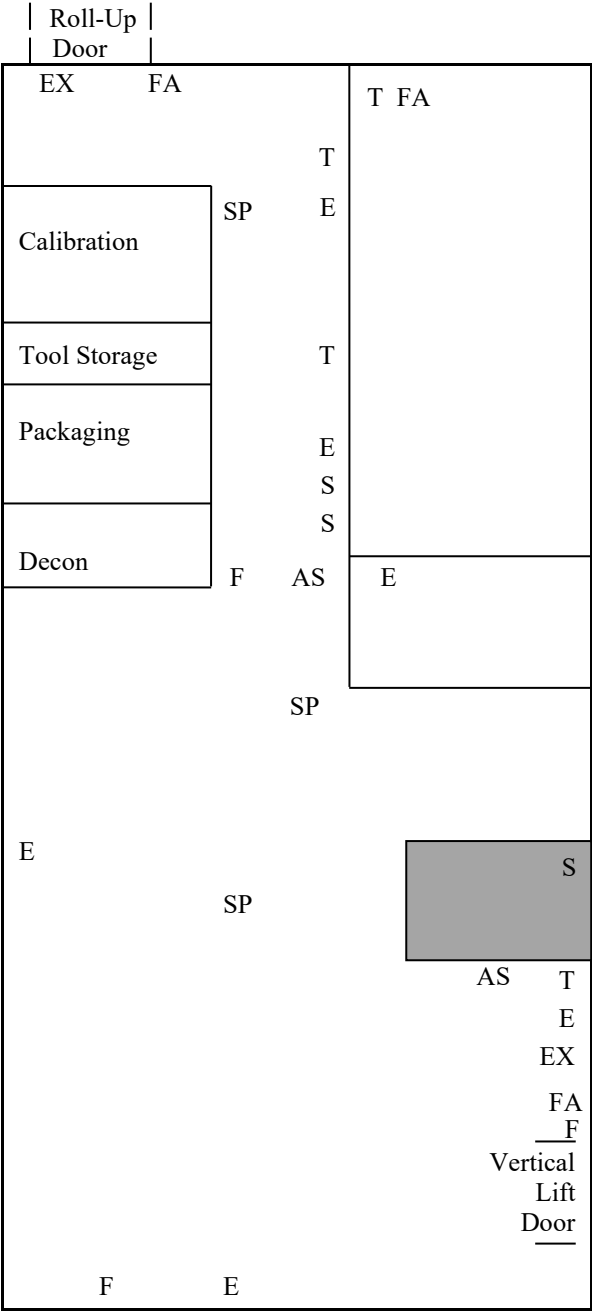 Roll-Up
Door
EX FA
T FA
T
SP E
Calibration
Tool Storage T
Packaging
E
S
S
Decon
F AS E
SP
E
S
SP
AS T
E
EX
FA
F
Vertical
Lift
Door
F E